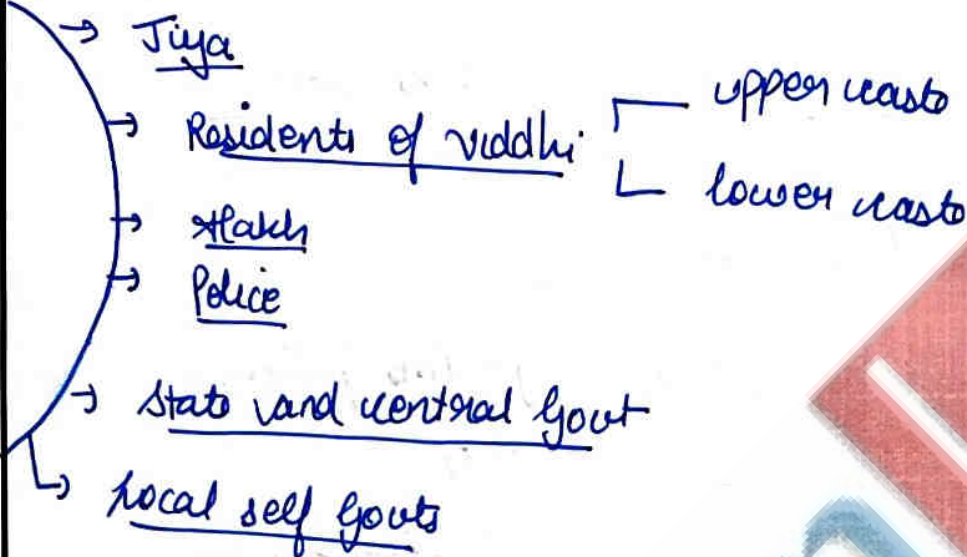 Jiya
Residents of viddhi
upper caste
lower caste
Police
State and central Govt
Local self Govts